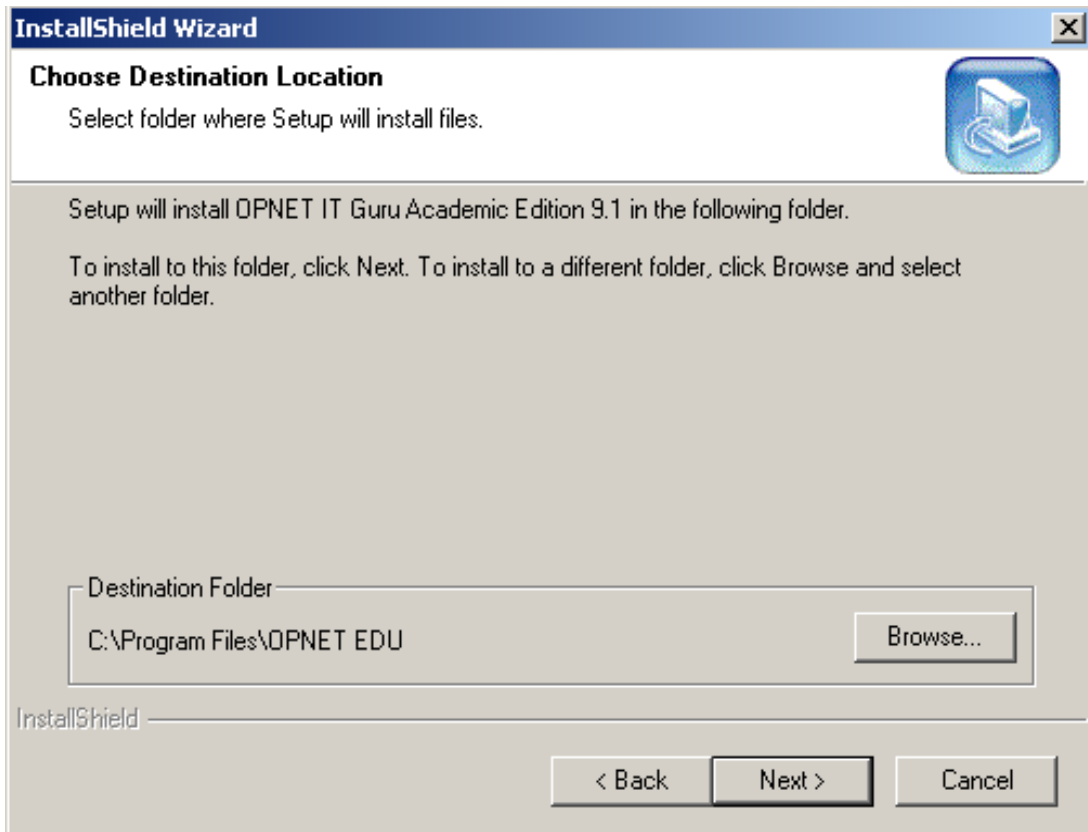 InstallShield Wizard
Choose Destination Location
Select folder where Setup will install files.
Setup will install OPNET IT Guru Academic Edition 9.1 in the following folder.
To install to this folder, click Next. To install to a different folder, click Browse and select
another folder.
Destination Folder
C:\Program Files\OPNET EDU
Browse...
InstallShield
< Back
Next >
Cancel